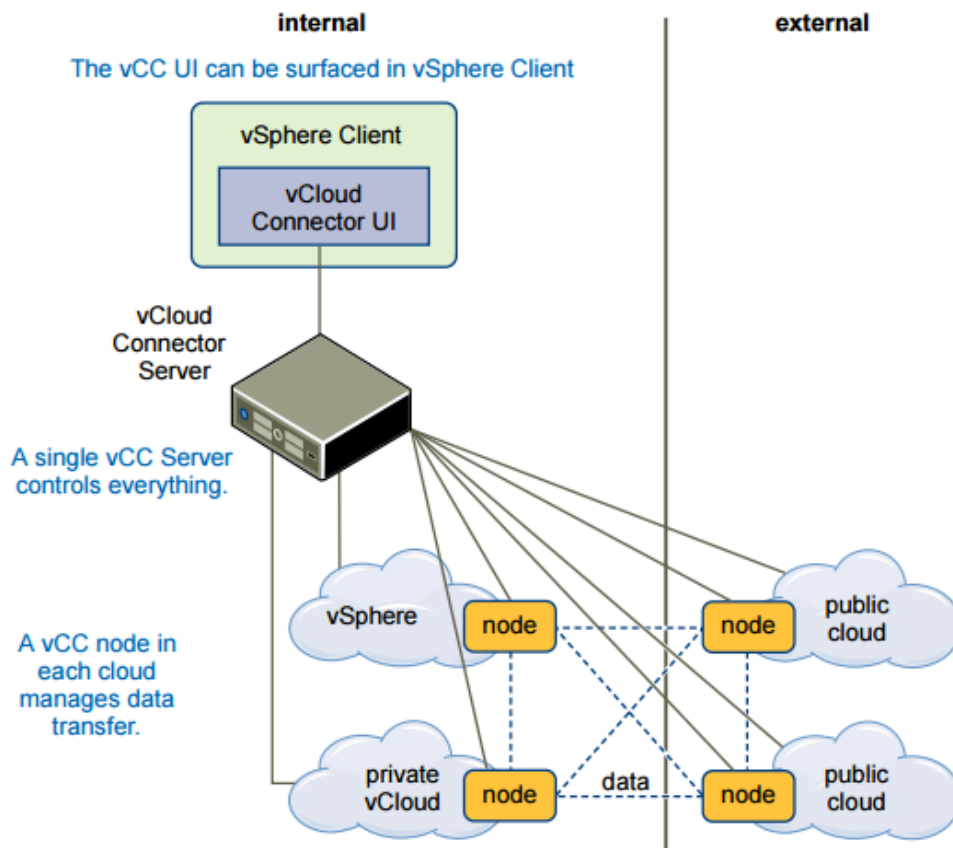 internal
external
The vCC UI can be surfaced in vSphere Client
vSphere Client
vCloud
Connector UI
vCloud
Connector
Server
A single vCC Server
controls everything.
vSphere
node
node
public
cloud
A vCC node in
each cloud
manages data
transfer.
private
vCloud
node
data
node
public
cloud